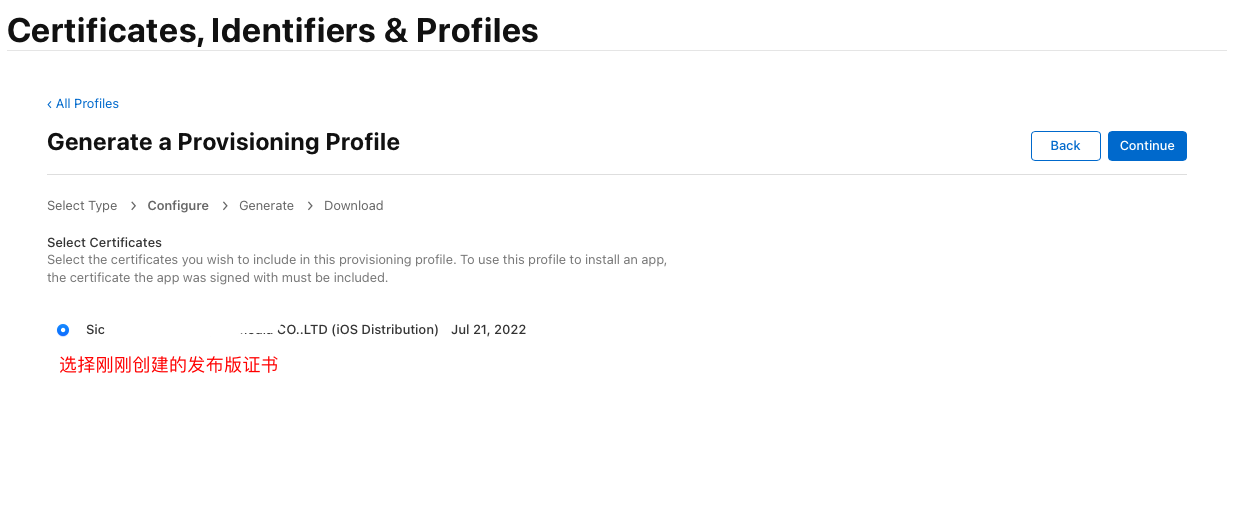 Certificates, Identifiers & Profiles
‹ All Profiles
Generate a Provisioning Profile
Back
Continue
Select Type > Configure > Generate > Download
Select Certificates
Select the certificates you wish to include in this provisioning profile. To use this profile to install an app,
the certificate the app was signed with must be included.
Sic CO..LTD (iOS Distribution) Jul 21, 2022
选择刚刚创建的发布版证书